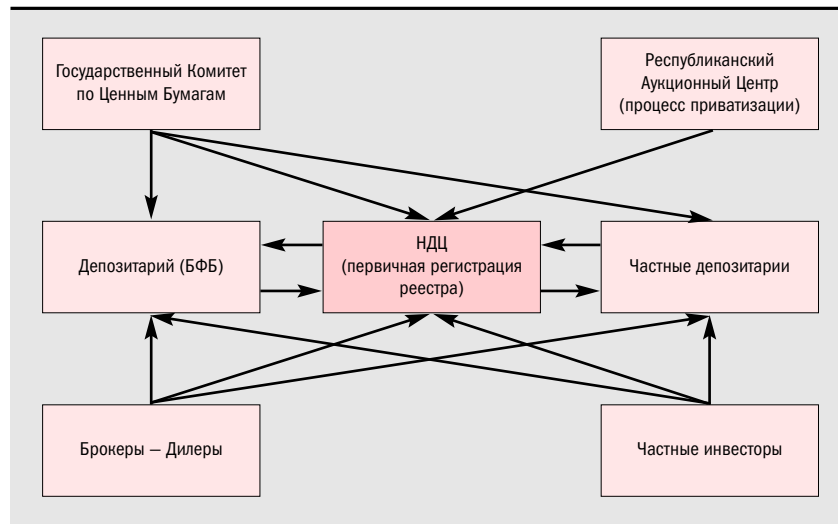 Государственный Комитет
по Ценным Бумагам
Республиканский
Аукционный Центр
(процесс приватизации)
Депозитарий (БФБ)
НДЦ
(первичная регистрация
реестра)
Частные депозитарии
Брокеры — Дилеры
Частные инвесторы